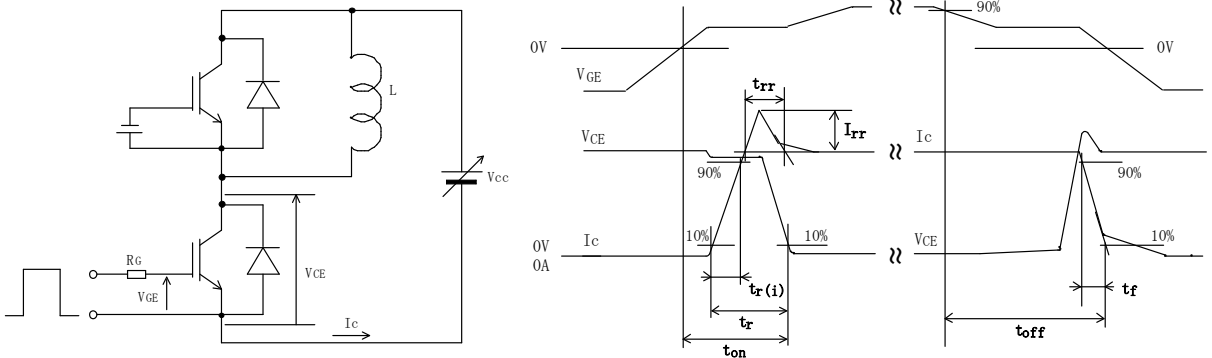 L
Vcc
RG
VGE
VCE
Ic
0V
VGE
90%
0V
trr
Irr
VCE
90%
Ic
90%
0V
0A
Ic
10%
10%
VCE
10%
tr(i)
tr
ton
tf
toff